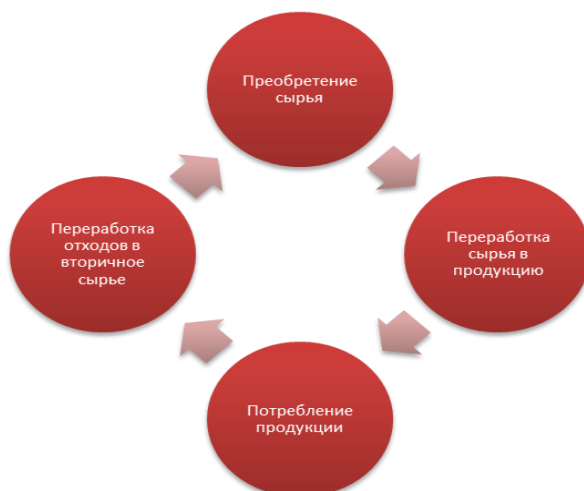 Преобретение
сырья
Переработка
сырья в
продукцию
Потребление
продукции
Переработка
отходов в
вторичное
сырье